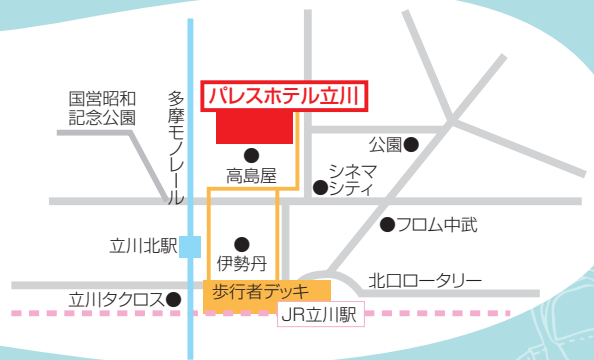 パレスホテル立川
国営昭和
記念公園
多摩モノレール
公園
高島屋
シネマ
シティ
フロム中武
立川北駅
伊勢丹
歩行者デッキ
北口ロータリー
立川タクロス
JR立川駅